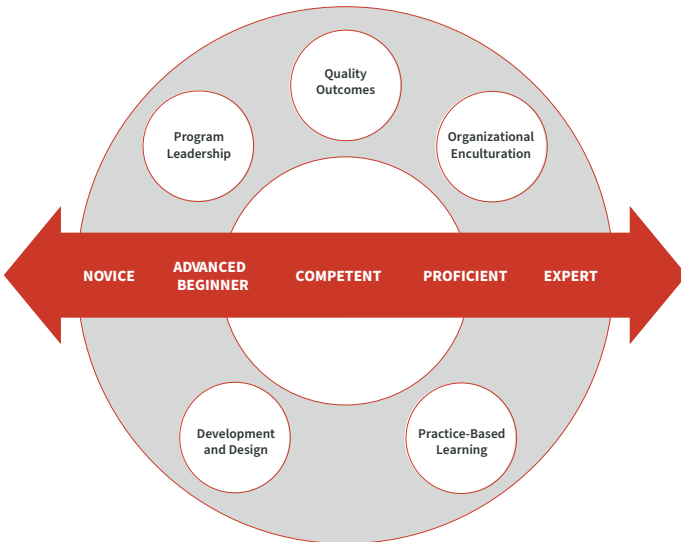 Quality
Outcomes
Program
Leadership
Organizational
Enculturation
NOVICE
ADVANCED
BEGINNER
COMPETENT
PROFICIENT
EXPERT
Development
and Design
Practice-Based
Learning